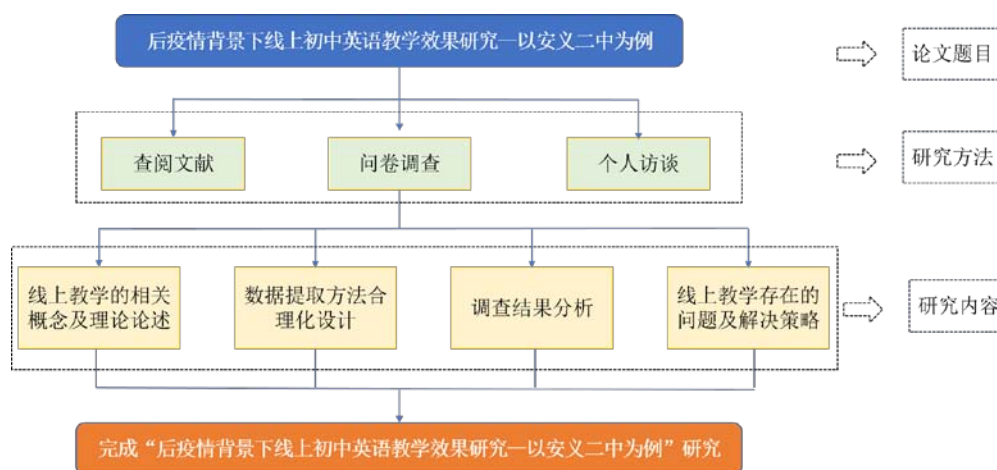 后疫情背景下线上初中英语教学效果研究—以安义二中为例
论文题目
查阅文献
问卷调查
个人访谈
研究方法
线上教学的相关
概念及理论论述
数据提取方法合
理化设计
调查结果分析
线上教学存在的
问题及解决策略
研究内容
完成“后疫情背景下线上初中英语教学效果研究—以安义二中为例”研究